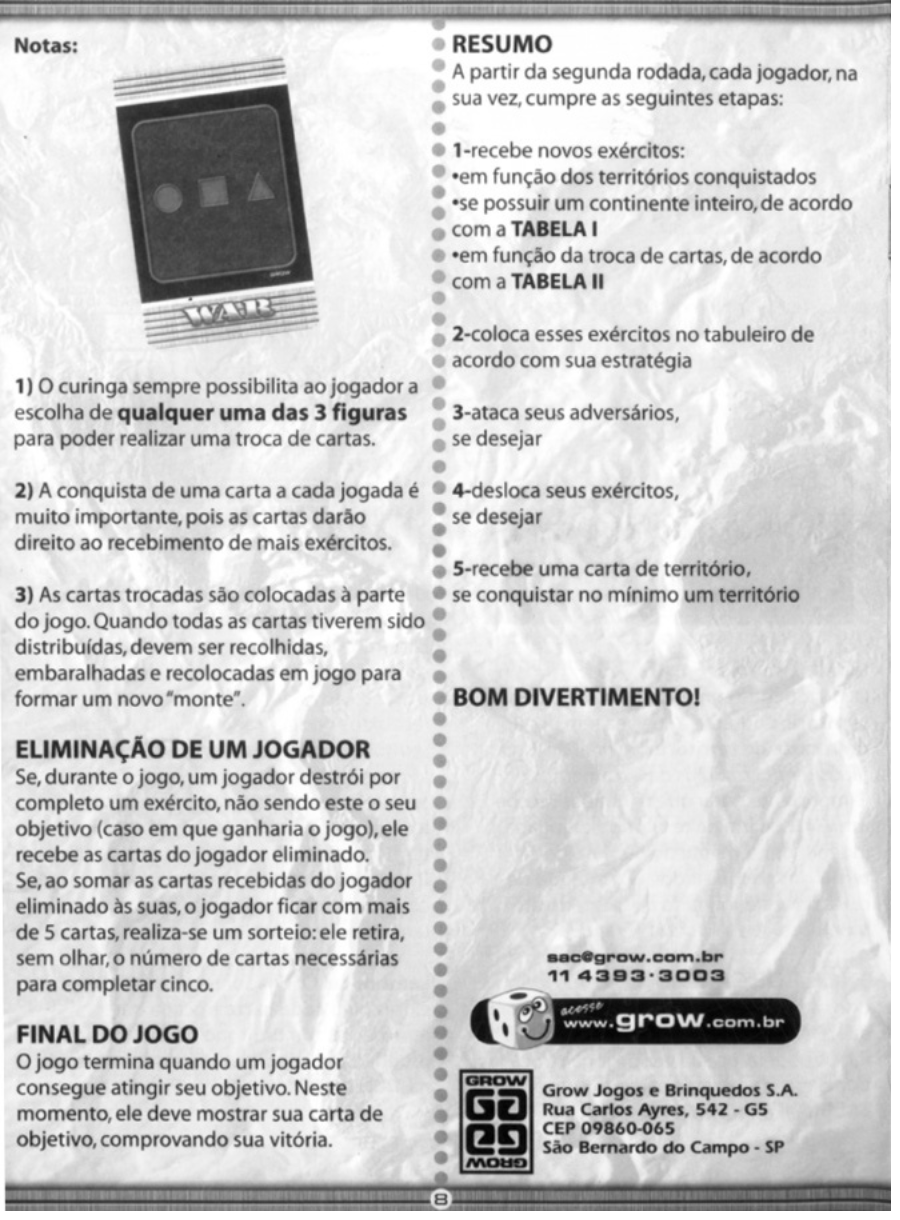 Notas:
GROW
WAR
1) O curinga sempre possibilita ao jogador a
escolha de qualquer uma das 3 figuras
para poder realizar uma troca de cartas.
2) A conquista de uma carta a cada jogada é
muito importante, pois as cartas darão
direito ao recebimento de mais exércitos.
3) As cartas trocadas são colocadas à parte
do jogo. Quando todas as cartas tiverem sido
distribuídas, devem ser recolhidas,
embaralhadas e recolocadas em jogo para
formar um novo "monte".
ELIMINAÇÃO DE UM JOGADOR
Se, durante o jogo, um jogador destrói por
completo um exército, não sendo este o seu
objetivo (caso em que ganharia o jogo), ele
recebe as cartas do jogador eliminado.
Se, ao somar as cartas recebidas do jogador
eliminado às suas, o jogador ficar com mais
de 5 cartas, realiza-se um sorteio: ele retira,
sem olhar, o número de cartas necessárias
para completar cinco.
FINAL DO JOGO
O jogo termina quando um jogador
consegue atingir seu objetivo. Neste
momento, ele deve mostrar sua carta de
objetivo, comprovando sua vitória.
RESUMO
A partir da segunda rodada, cada jogador, na
sua vez, cumpre as seguintes etapas:
1-recebe novos exércitos:
•em função dos territórios conquistados
•se possuir um continente inteiro, de acordo
com a TABELA I
•em função da troca de cartas, de acordo
com a TABELA II
2-coloca esses exércitos no tabuleiro de
acordo com sua estratégia
3-ataca seus adversários,
se desejar
4-desloca seus exércitos,
se desejar
5-recebe uma carta de território,
se conquistar no mínimo um território
BOM DIVERTIMENTO!
sac@grow.com.br
11 4393·3003
acesse
www.grow.com.br
GROW
GROW
Grow Jogos e Brinquedos S.A.
Rua Carlos Ayres, 542 - G5
CEP 09860-065
São Bernardo do Campo - SP
8